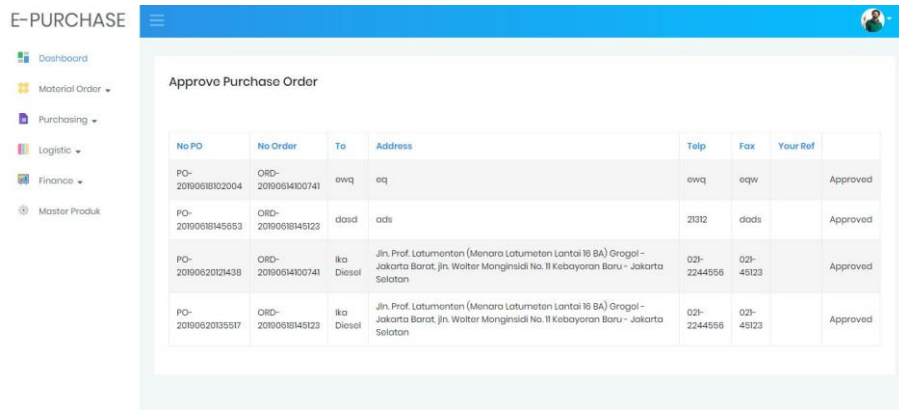 E-PURCHASE
Dashboard
Material Order
Purchasing
Logistic
Finance
Master Produk
Approve Purchase Order
No PO No Order To Address Telp Fax Your Ref
PO- ORD-
20190618102004 20190614100741 ewq eq ewq eqw Approved
PO- ORD-
20190618145653 20190618145123 dasd ads 21312 dads Approved
PO- ORD- Ika Jln. Prof. Latumenten (Menara Latumeten Lantai 16 BA) Grogol - 021- 021-
20190620121438 20190614100741 Diesel Jakarta Barat, jln. Wolter Monginsidi No. 11 Kebayoran Baru - Jakarta 2244556 45123 Approved
Selatan
PO- ORD- Ika Jln. Prof. Latumenten (Menara Latumeten Lantai 16 BA) Grogol - 021- 021-
20190620135517 20190618145123 Diesel Jakarta Barat, jln. Wolter Monginsidi No. 11 Kebayoran Baru - Jakarta 2244556 45123 Approved
Selatan